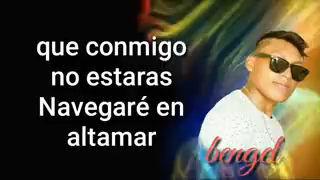 que conmigo
no estaras
Navegaré en
altamar
bengel